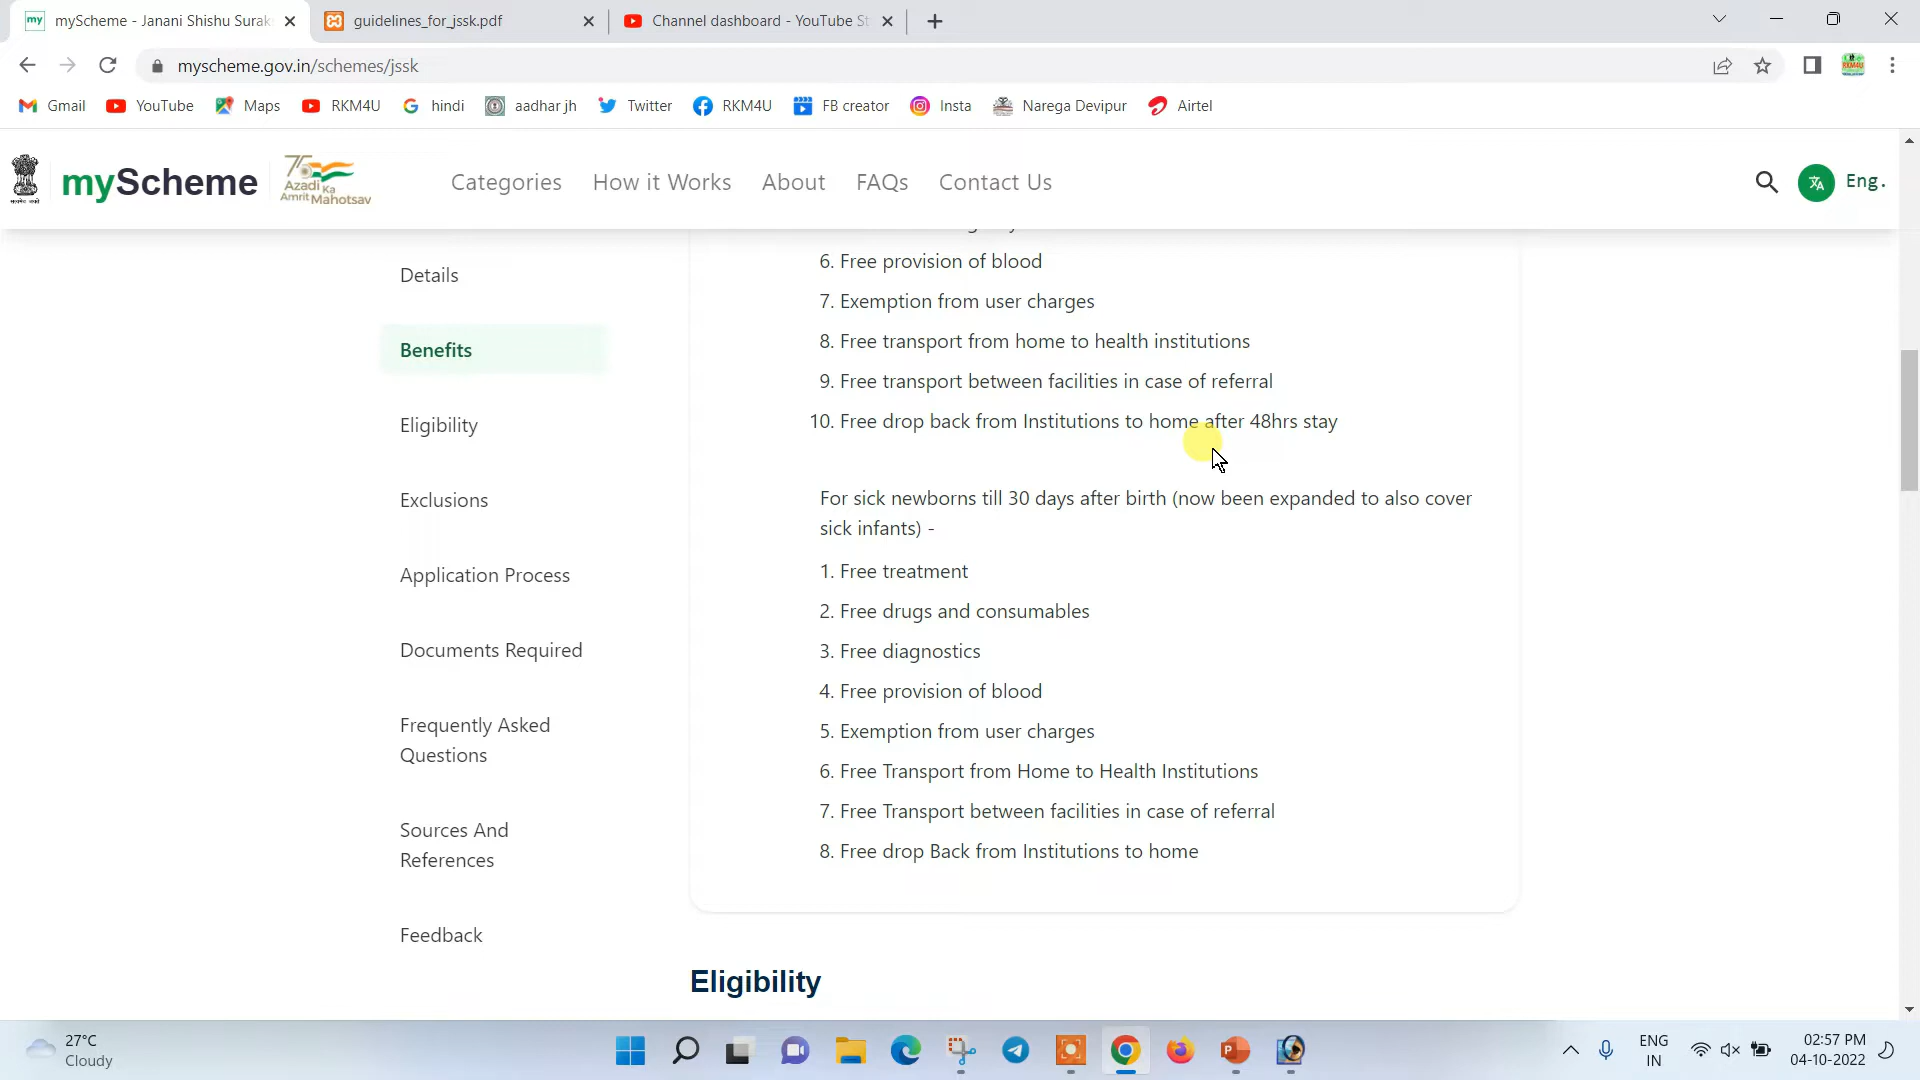 myScheme - Janani Shishu Surak
guidelines_for_jssk.pdf
Channel dashboard - YouTube St
myscheme.gov.in/schemes/jssk
Gmail
YouTube
Maps
RKM4U
hindi
aadhar jh
Twitter
RKM4U
FB creator
Insta
Narega Devipur
Airtel
myScheme
Azadi Ka Amrit Mahotsav
Categories
How it Works
About
FAQs
Contact Us
Eng.
Details
Benefits
Eligibility
Exclusions
Application Process
Documents Required
Frequently Asked
Questions
Sources And
References
Feedback
6. Free provision of blood
7. Exemption from user charges
8. Free transport from home to health institutions
9. Free transport between facilities in case of referral
10. Free drop back from Institutions to home after 48hrs stay
For sick newborns till 30 days after birth (now been expanded to also cover
sick infants) -
1. Free treatment
2. Free drugs and consumables
3. Free diagnostics
4. Free provision of blood
5. Exemption from user charges
6. Free Transport from Home to Health Institutions
7. Free Transport between facilities in case of referral
8. Free drop Back from Institutions to home
Eligibility
27°C
Cloudy
ENG
IN
02:57 PM
04-10-2022